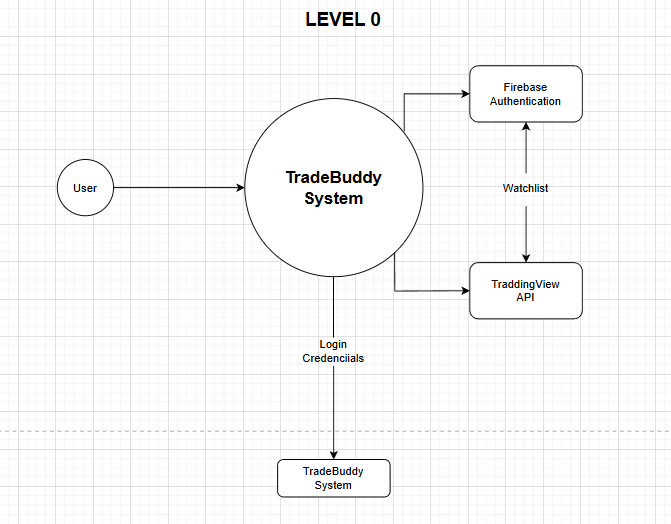 LEVEL 0
Firebase
Authentication
User
TradeBuddy
System
Watchlist
TraddingView
API
Login
Credenciials
TradeBuddy
System